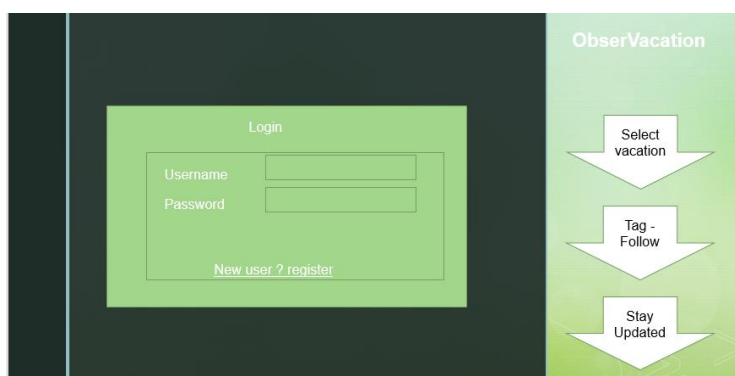 ObserVacation
Login
Username
Password
New user ? register
Select
vacation
Tag -
Follow
Stay
Updated